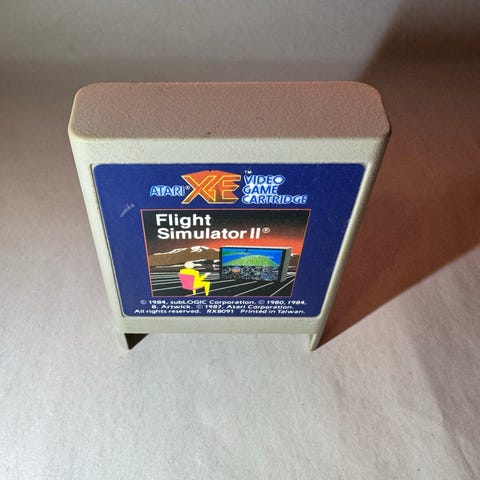 ATARI® XE™ VIDEO
GAME
CARTRIDGE
Flight
Simulator II®
© 1984, subLOGIC Corporation. © 1980, 1984,
B. Artwick. © 1987, Atari Corporation.
All rights reserved. RX8091 Printed in Taiwan.